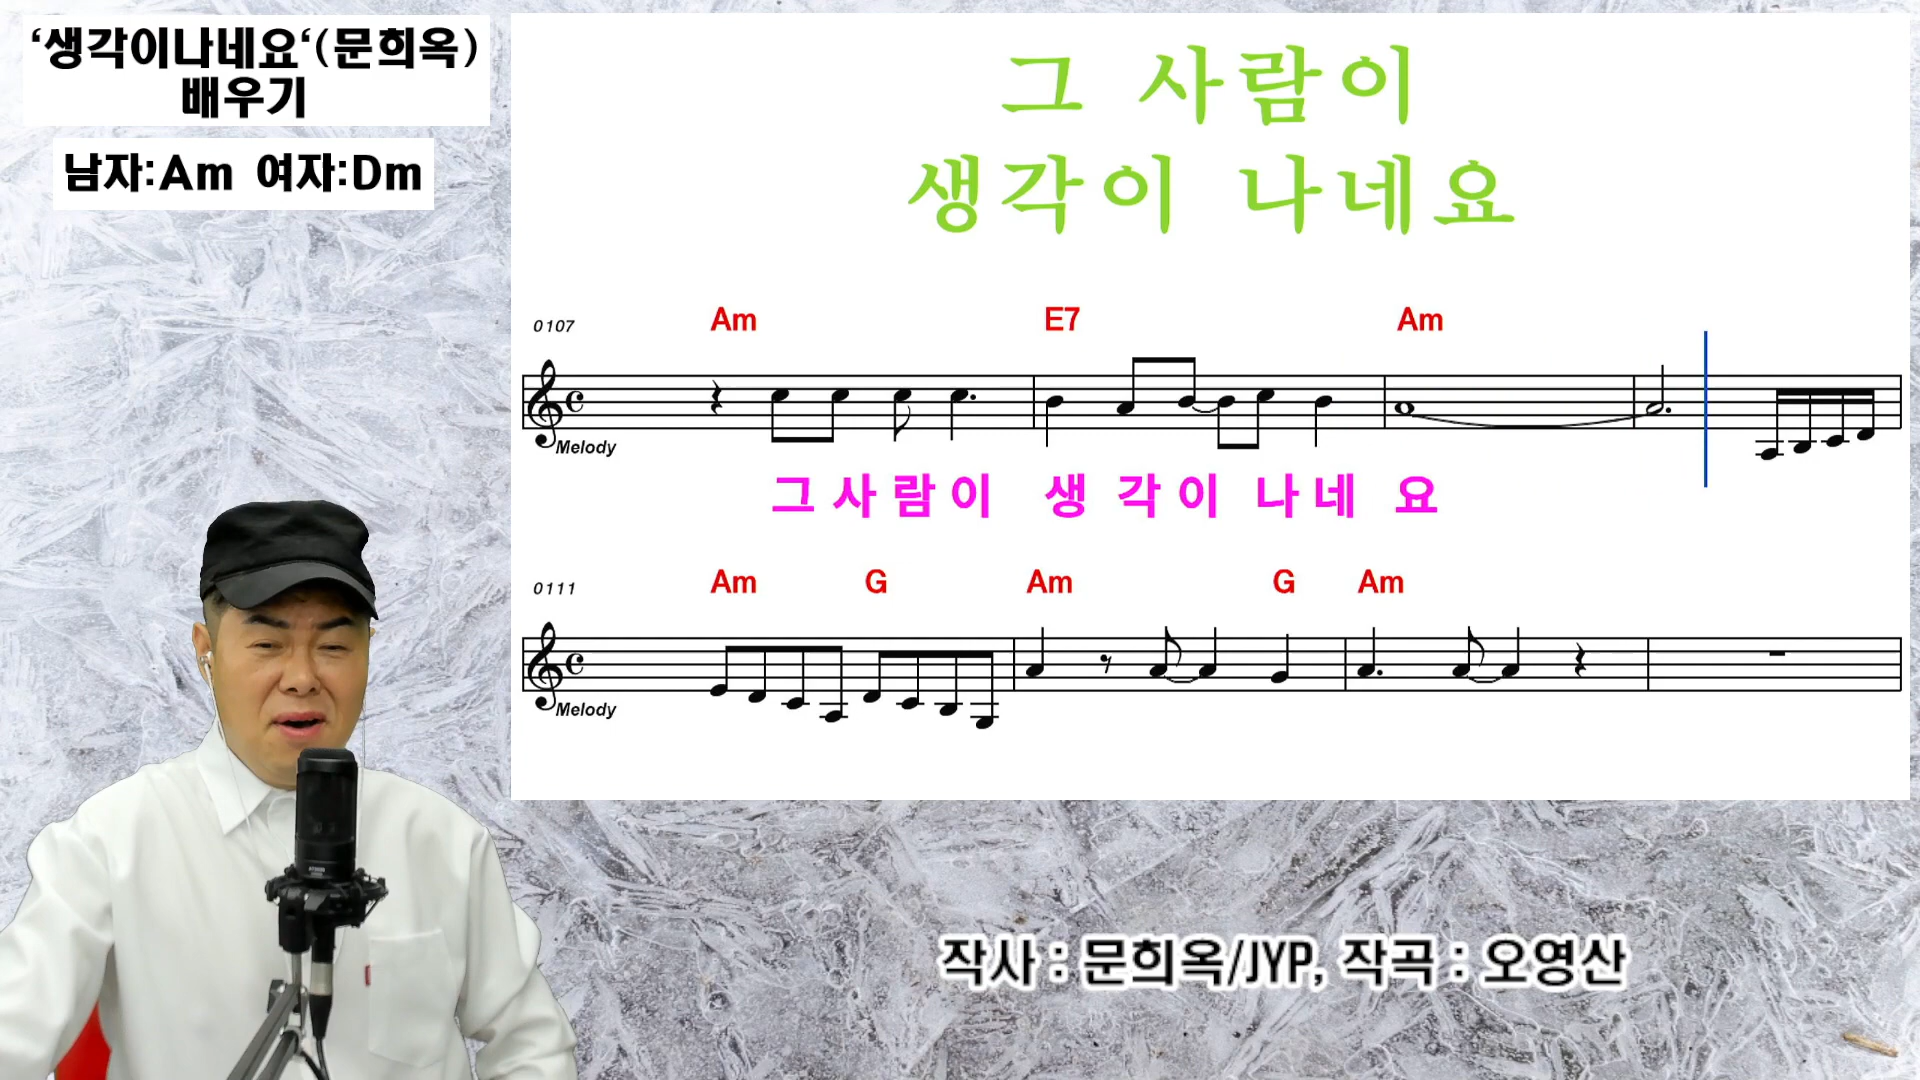 ‘생각이나네요‘(문희옥)
배우기
남자:Am 여자:Dm
그 사람이
생각이 나네요
0107 Am E7 Am
Melody
그 사 람 이 생 각 이 나 네 요
0111 Am G Am G Am
Melody
작사 : 문희옥/JYP, 작곡 : 오영산